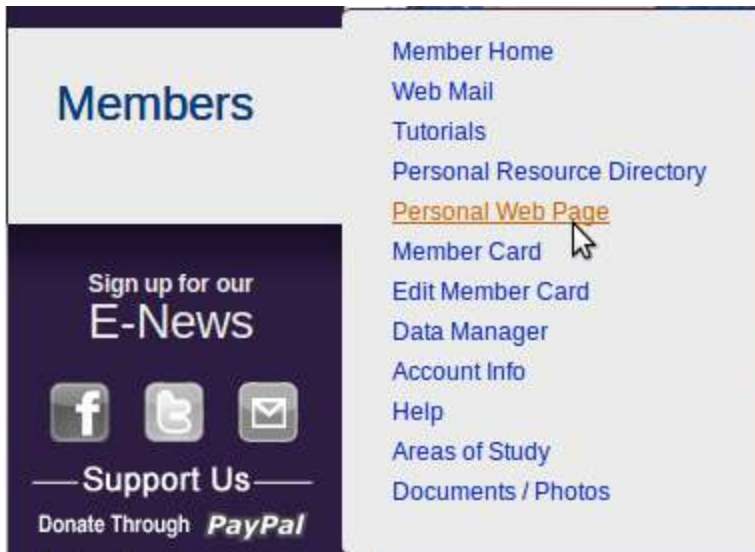 Members
Sign up for our
E-News
Support Us
Donate Through PayPal
Member Home
Web Mail
Tutorials
Personal Resource Directory
Personal Web Page
Member Card
Edit Member Card
Data Manager
Account Info
Help
Areas of Study
Documents / Photos